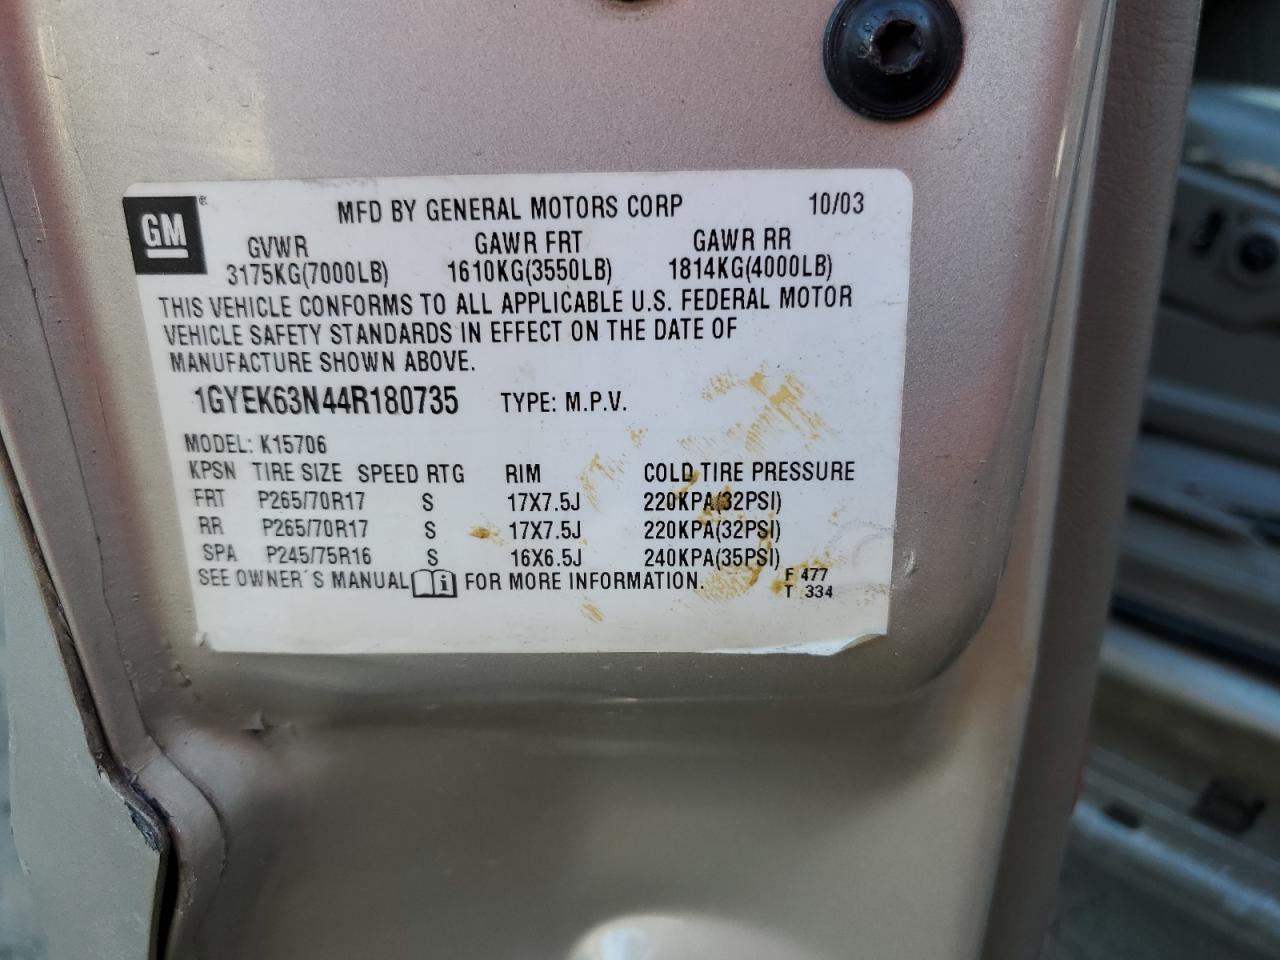 GM ®
MFD BY GENERAL MOTORS CORP 10/03
GVWR GAWR FRT GAWR RR
3175KG(7000LB) 1610KG(3550LB) 1814KG(4000LB)
THIS VEHICLE CONFORMS TO ALL APPLICABLE U.S. FEDERAL MOTOR
VEHICLE SAFETY STANDARDS IN EFFECT ON THE DATE OF
MANUFACTURE SHOWN ABOVE.
1GYEK63N44R180735 TYPE: M.P.V.
MODEL: K15706
KPSN TIRE SIZE SPEED RTG RIM COLD TIRE PRESSURE
FRT P265/70R17 S 17X7.5J 220KPA(32PSI)
RR P265/70R17 S 17X7.5J 220KPA(32PSI)
SPA P245/75R16 S 16X6.5J 240KPA(35PSI)
SEE OWNER´S MANUAL i FOR MORE INFORMATION. F 477
T 334